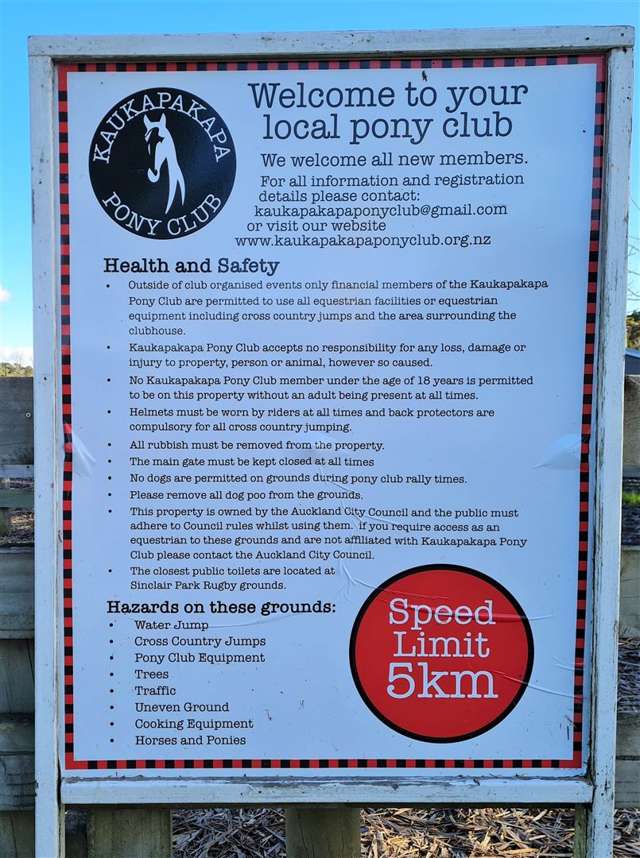 KAUKAPAKAPA
PONY CLUB
Welcome to your
local pony club
We welcome all new members.
For all information and registration
details please contact:
kaukapakapaponyclub@gmail.com
or visit our website
www.kaukapakapaponyclub.org.nz
Health and Safety
• Outside of club organised events only financial members of the Kaukapakapa
Pony Club are permitted to use all equestrian facilities or equestrian
equipment including cross country jumps and the area surrounding the
clubhouse.
• Kaukapakapa Pony Club accepts no responsibility for any loss, damage or
injury to property, person or animal, however so caused.
• No Kaukapakapa Pony Club member under the age of 18 years is permitted
to be on this property without an adult being present at all times.
• Helmets must be worn by riders at all times and back protectors are
compulsory for all cross country jumping.
• All rubbish must be removed from the property.
• The main gate must be kept closed at all times
• No dogs are permitted on grounds during pony club rally times.
• Please remove all dog poo from the grounds.
• This property is owned by the Auckland City Council and the public must
adhere to Council rules whilst using them. if you require access as an
equestrian to these grounds and are not affiliated with Kaukapakapa Pony
Club please contact the Auckland City Council.
• The closest public toilets are located at
Sinclair Park Rugby grounds.
Hazards on these grounds:
• Water Jump
• Cross Country Jumps
• Pony Club Equipment
• Trees
• Traffic
• Uneven Ground
• Cooking Equipment
• Horses and Ponies
Speed
Limit
5km